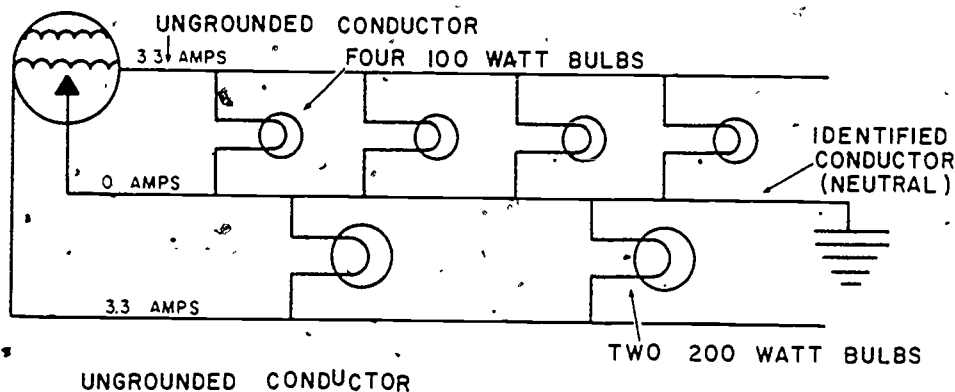 UNGROUNDED CONDUCTOR
3.3 AMPS
FOUR 100 WATT BULBS
IDENTIFIED
CONDUCTOR
(NEUTRAL)
0 AMPS
3.3 AMPS
TWO 200 WATT BULBS
UNGROUNDED CONDUCTOR